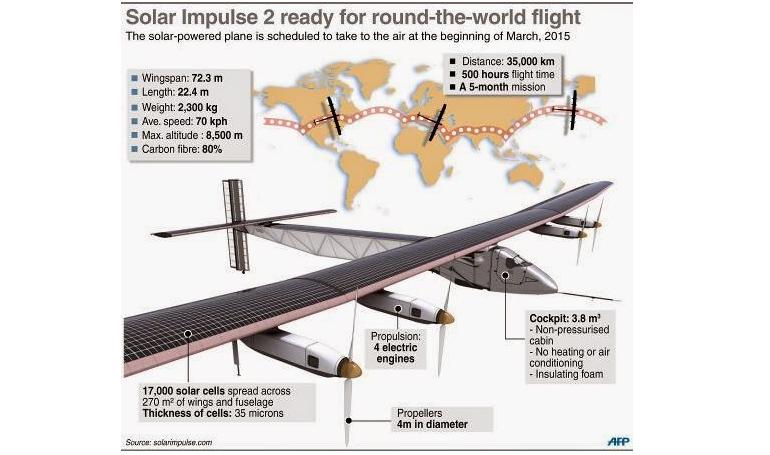 Solar Impulse 2 ready for round-the-world flight
The solar-powered plane is scheduled to take to the air at the beginning of March, 2015
Wingspan: 72.3 m
Length: 22.4 m
Weight: 2,300 kg
Ave. speed: 70 kph
Max. altitude : 8,500 m
Carbon fibre: 80%
Distance: 35,000 km
500 hours flight time
A 5-month mission
Cockpit: 3.8 m³
- Non-pressurised
cabin
- No heating or air
conditioning
- Insulating foam
Propulsion:
4 electric
engines
17,000 solar cells spread across
270 m² of wings and fuselage
Thickness of cells: 35 microns
Propellers
4m in diameter
Source: solarimpulse.com
AFP